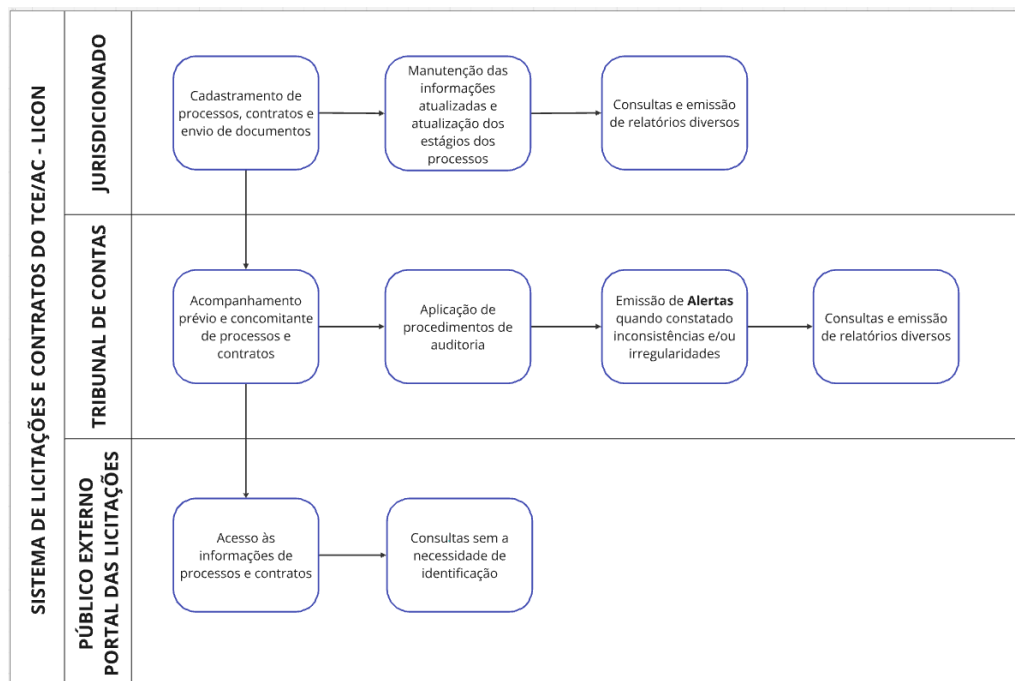 SISTEMA DE LICITAÇÕES E CONTRATOS DO TCE/AC - LICON
JURISDICIONADO
Cadastramento de
processos, contratos e
envio de documentos
Manutenção das
informações
atualizadas e
atualização dos
estágios dos
processos
Consultas e emissão
de relatórios diversos
TRIBUNAL DE CONTAS
Acompanhamento
prévio e concomitante
de processos e
contratos
Aplicação de
procedimentos de
auditoria
Emissão de Alertas
quando constatado
inconsistências e/ou
irregularidades
Consultas e emissão
de relatórios diversos
PÚBLICO EXTERNO
PORTAL DAS LICITAÇÕES
Acesso às
informações de
processos e contratos
Consultas sem a
necessidade de
identificação